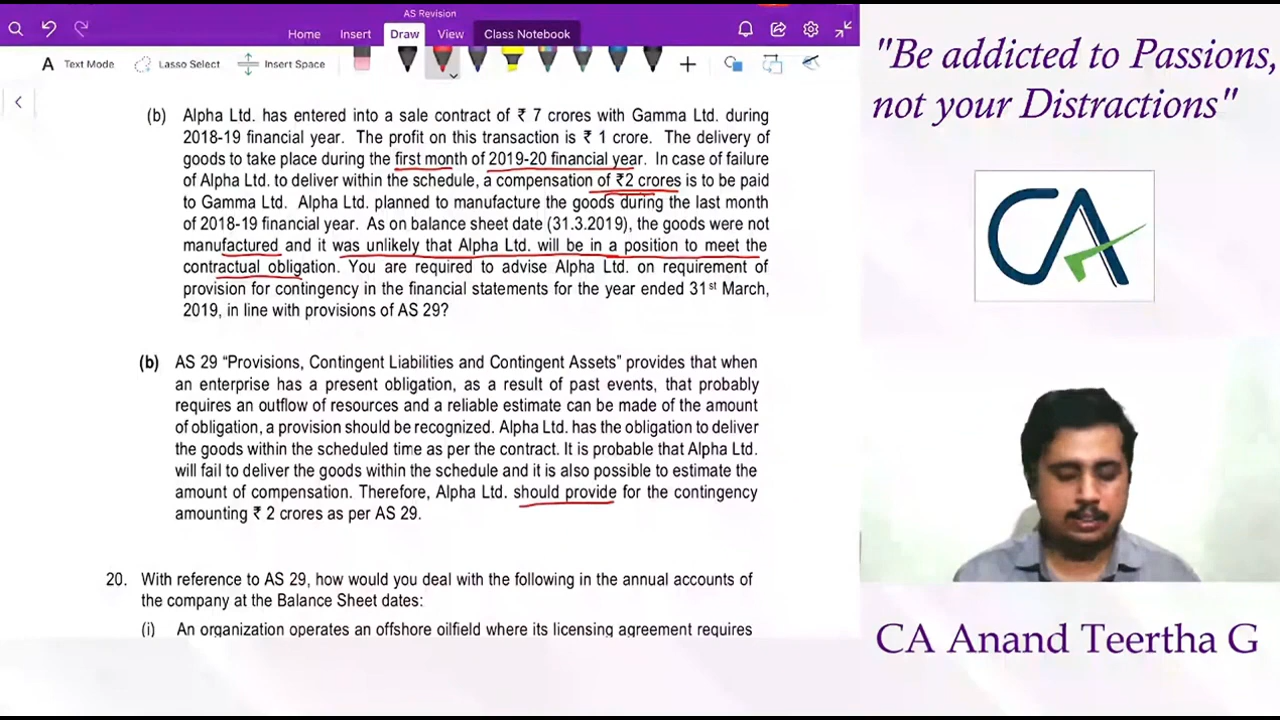 AS Revision
Home Insert Draw View Class Notebook
A Text Mode Lasso Select Insert Space
(b) Alpha Ltd. has entered into a sale contract of ₹ 7 crores with Gamma Ltd. during
2018-19 financial year. The profit on this transaction is ₹ 1 crore. The delivery of
goods to take place during the first month of 2019-20 financial year. In case of failure
of Alpha Ltd. to deliver within the schedule, a compensation of ₹2 crores is to be paid
to Gamma Ltd. Alpha Ltd. planned to manufacture the goods during the last month
of 2018-19 financial year. As on balance sheet date (31.3.2019), the goods were not
manufactured and it was unlikely that Alpha Ltd. will be in a position to meet the
contractual obligation. You are required to advise Alpha Ltd. on requirement of
provision for contingency in the financial statements for the year ended 31st March,
2019, in line with provisions of AS 29?
(b) AS 29 “Provisions, Contingent Liabilities and Contingent Assets” provides that when
an enterprise has a present obligation, as a result of past events, that probably
requires an outflow of resources and a reliable estimate can be made of the amount
of obligation, a provision should be recognized. Alpha Ltd. has the obligation to deliver
the goods within the scheduled time as per the contract. It is probable that Alpha Ltd.
will fail to deliver the goods within the schedule and it is also possible to estimate the
amount of compensation. Therefore, Alpha Ltd. should provide for the contingency
amounting ₹ 2 crores as per AS 29.
20. With reference to AS 29, how would you deal with the following in the annual accounts of
the company at the Balance Sheet dates:
(i) An organization operates an offshore oilfield where its licensing agreement requires
"Be addicted to Passions,
not your Distractions"
CA
CA Anand Teertha G